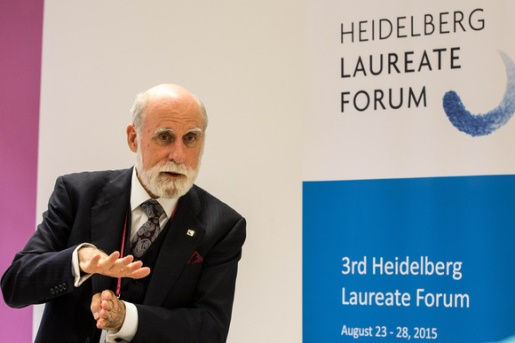 HEIDELBERG
LAUREATE
FORUM
3rd Heidelberg
Laureate Forum
August 23 - 28, 2015